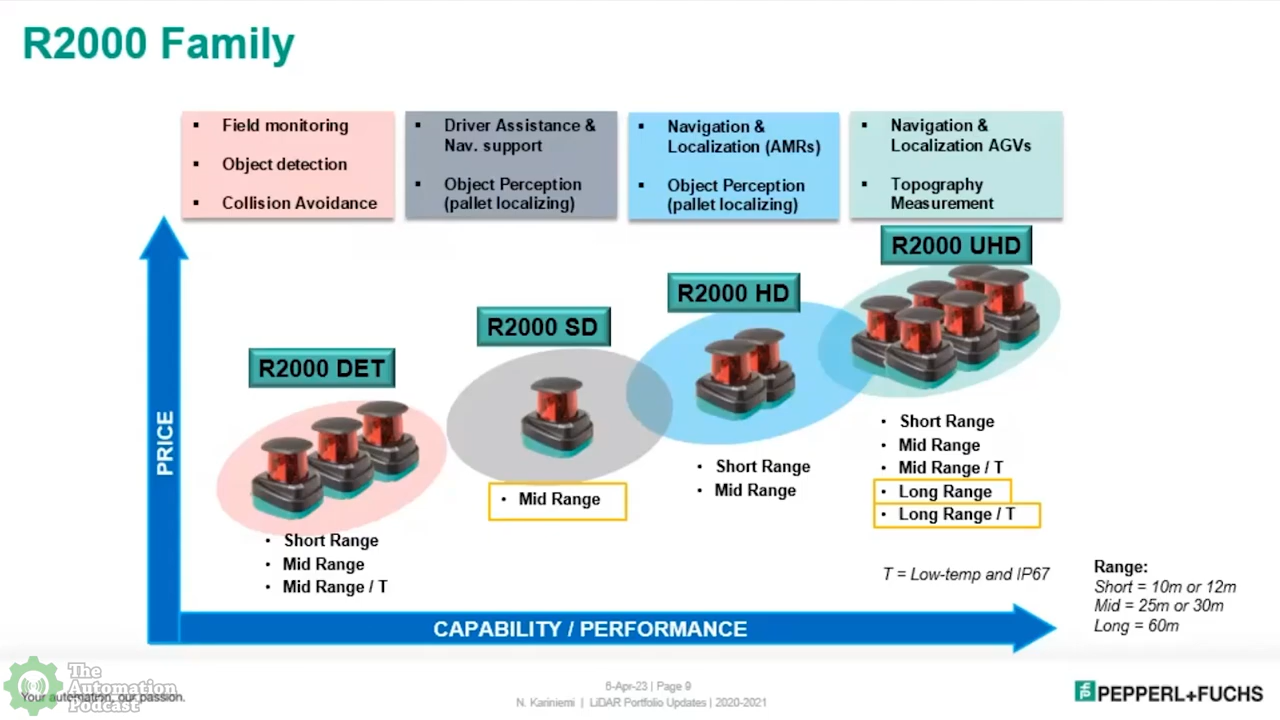 R2000 Family
Field monitoring
Object detection
Collision Avoidance
Driver Assistance &
Nav. support
Object Perception
(pallet localizing)
Navigation &
Localization (AMRs)
Object Perception
(pallet localizing)
Navigation &
Localization AGVs
Topography
Measurement
R2000 UHD
R2000 HD
R2000 SD
R2000 DET
PRICE
Short Range
Mid Range
Mid Range / T
Mid Range
Short Range
Mid Range
Short Range
Mid Range
Mid Range / T
Long Range
Long Range / T
T = Low-temp and IP67
Range:
Short = 10m or 12m
Mid = 25m or 30m
Long = 60m
CAPABILITY / PERFORMANCE
The
Automation
Podcast
Your automation, our passion.
6-Apr-23 | Page 9
N. Kariniemi | LiDAR Portfolio Updates | 2020-2021
PEPPERL+FUCHS